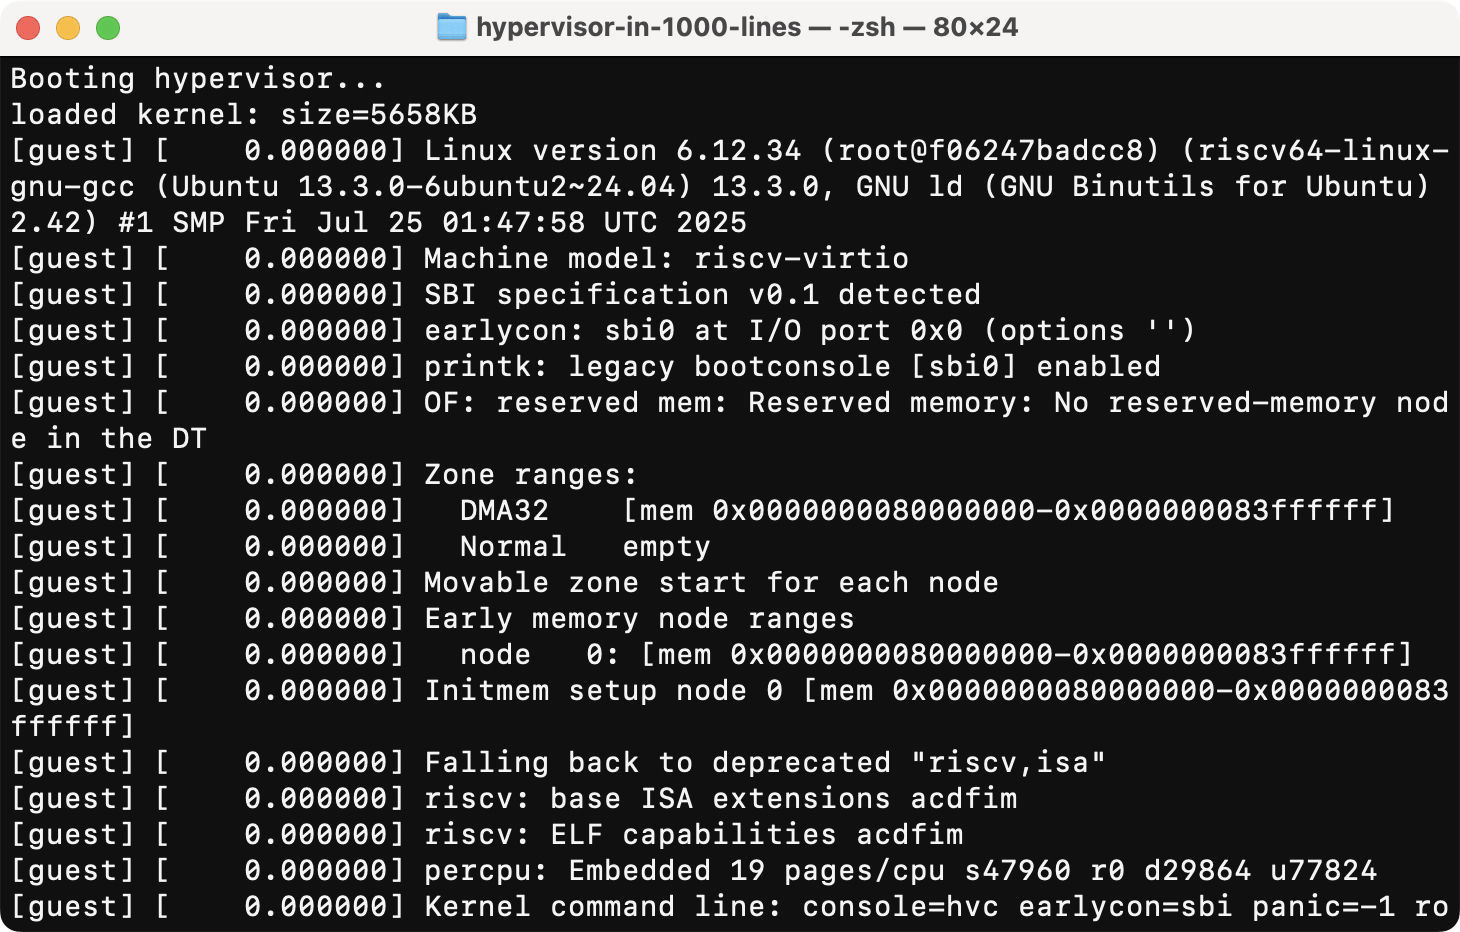 hypervisor-in-1000-lines — -zsh — 80×24
Booting hypervisor...
loaded kernel: size=5658KB
[guest] [    0.000000] Linux version 6.12.34 (root@f06247badcc8) (riscv64-linux-
gnu-gcc (Ubuntu 13.3.0-6ubuntu2~24.04) 13.3.0, GNU ld (GNU Binutils for Ubuntu)
2.42) #1 SMP Fri Jul 25 01:47:58 UTC 2025
[guest] [    0.000000] Machine model: riscv-virtio
[guest] [    0.000000] SBI specification v0.1 detected
[guest] [    0.000000] earlycon: sbi0 at I/O port 0x0 (options '')
[guest] [    0.000000] printk: legacy bootconsole [sbi0] enabled
[guest] [    0.000000] OF: reserved mem: Reserved memory: No reserved-memory nod
e in the DT
[guest] [    0.000000] Zone ranges:
[guest] [    0.000000]   DMA32    [mem 0x0000000080000000-0x0000000083ffffff]
[guest] [    0.000000]   Normal   empty
[guest] [    0.000000] Movable zone start for each node
[guest] [    0.000000] Early memory node ranges
[guest] [    0.000000]   node   0: [mem 0x0000000080000000-0x0000000083ffffff]
[guest] [    0.000000] Initmem setup node 0 [mem 0x0000000080000000-0x0000000083
ffffff]
[guest] [    0.000000] Falling back to deprecated "riscv,isa"
[guest] [    0.000000] riscv: base ISA extensions acdfim
[guest] [    0.000000] riscv: ELF capabilities acdfim
[guest] [    0.000000] percpu: Embedded 19 pages/cpu s47960 r0 d29864 u77824
[guest] [    0.000000] Kernel command line: console=hvc earlycon=sbi panic=-1 ro